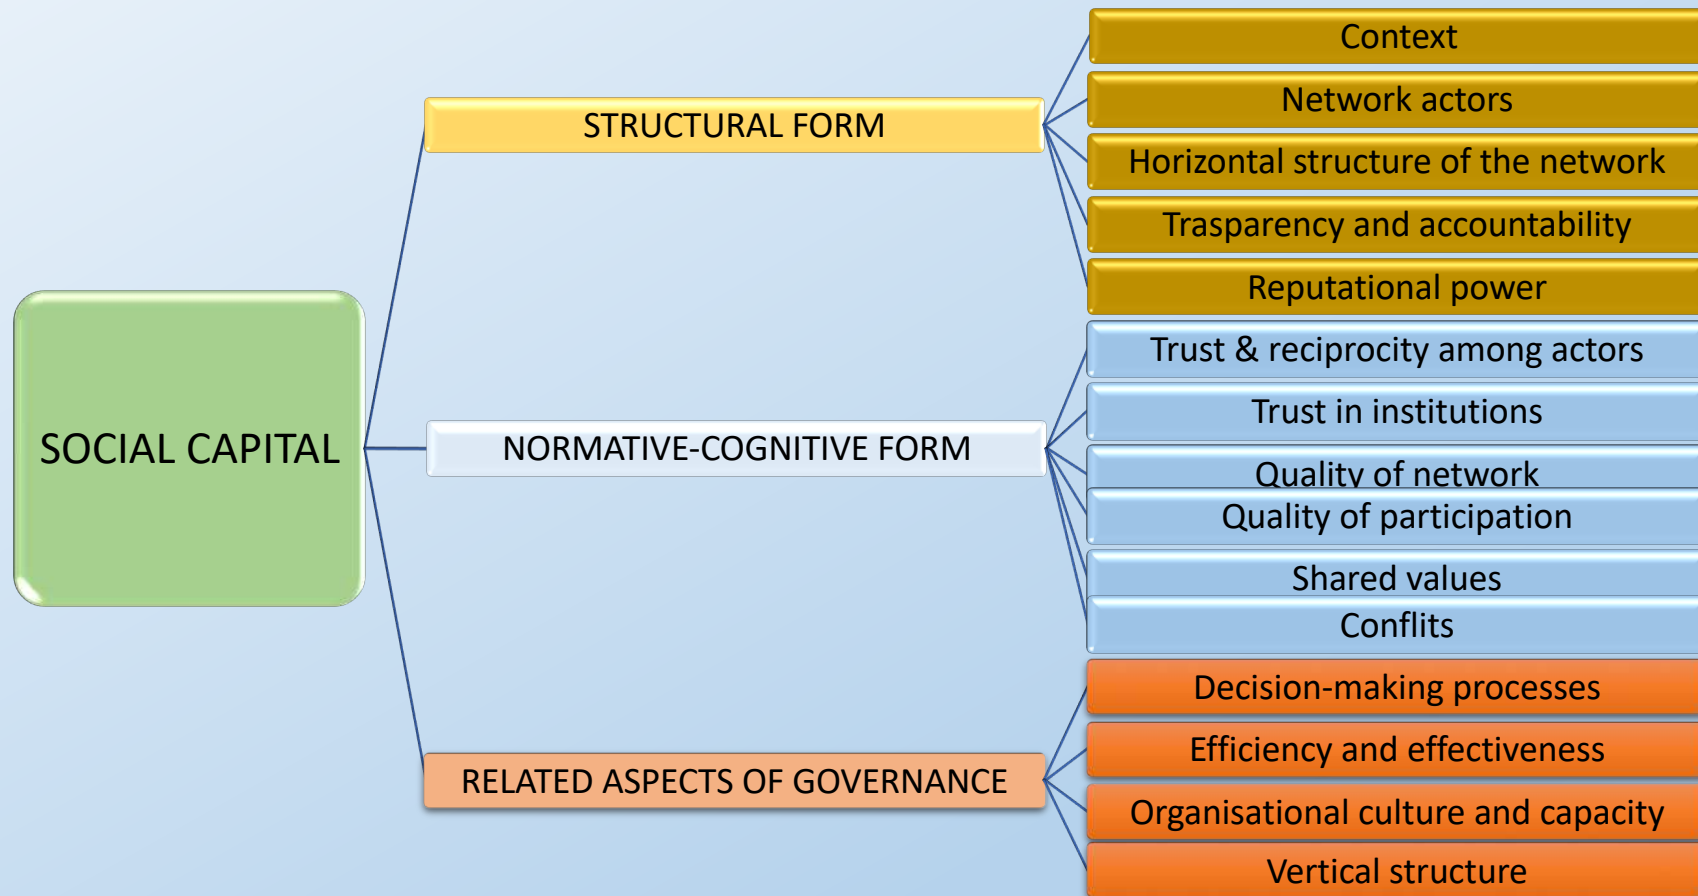 SOCIAL CAPITAL
STRUCTURAL FORM
Context
Network actors
Horizontal structure of the network
Trasparency and accountability
Reputational power
NORMATIVE-COGNITIVE FORM
Trust & reciprocity among actors
Trust in institutions
Quality of network
Quality of participation
Shared values
Conflits
RELATED ASPECTS OF GOVERNANCE
Decision-making processes
Efficiency and effectiveness
Organisational culture and capacity
Vertical structure